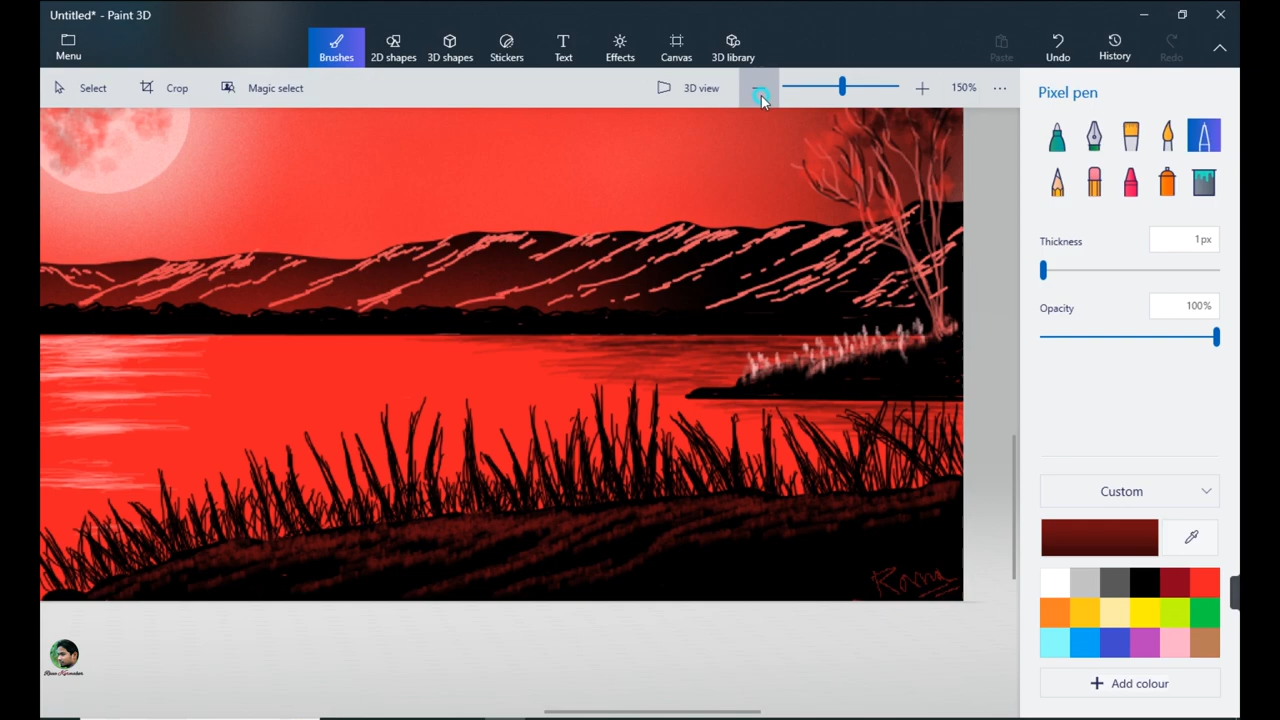 Untitled* - Paint 3D
Menu
Brushes
2D shapes
3D shapes
Stickers
Text
Effects
Canvas
3D library
Paste
Undo
History
Redo
Select
Crop
Magic select
3D view
150%
Pixel pen
Thickness
1px
Opacity
100%
Custom
Add colour
Rana